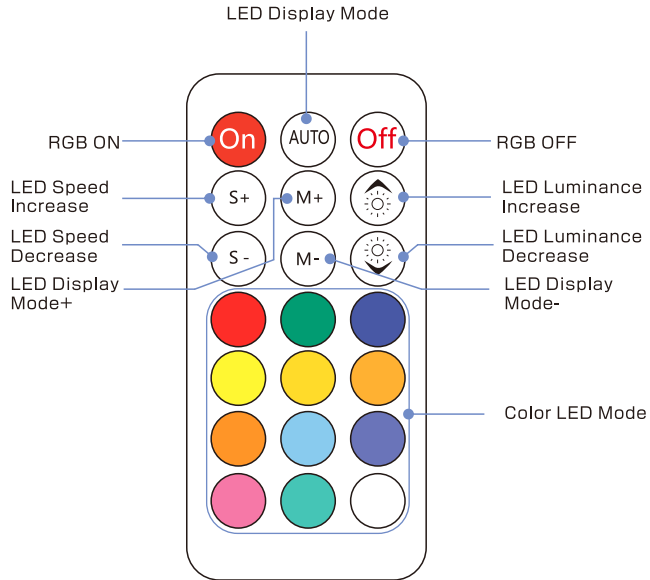 LED Display Mode
RGB ON
On
AUTO
Off
RGB OFF
LED Speed
Increase
S+
M+
LED Luminance
Increase
LED Speed
Decrease
S -
M-
LED Luminance
Decrease
LED Display
Mode+
LED Display
Mode-
Color LED Mode